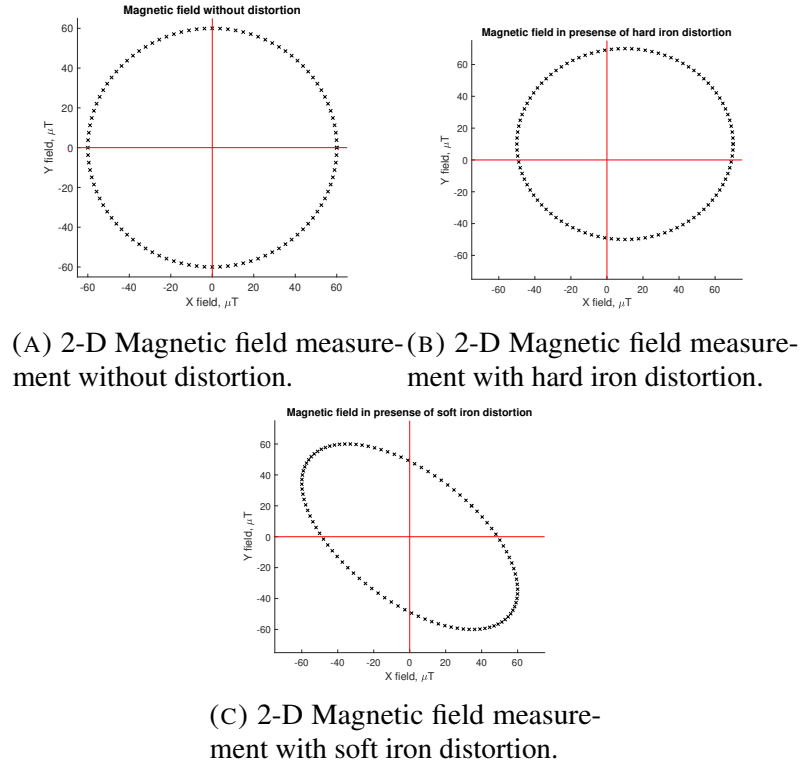 Magnetic field without distortion
60
40
20
0
-20
-40
-60
Y field, μT
-60
-40
-20
0
20
40
60
X field, μT
Magnetic field in presense of hard iron distortion
60
40
20
0
-20
-40
-60
Y field, μT
-60
-40
-20
0
20
40
60
X field, μT
(A) 2-D Magnetic field measure-
ment without distortion.
(B) 2-D Magnetic field measure-
ment with hard iron distortion.
Magnetic field in presense of soft iron distortion
60
40
20
0
-20
-40
-60
Y field, μT
-60
-40
-20
0
20
40
60
X field, μT
(C) 2-D Magnetic field measure-
ment with soft iron distortion.